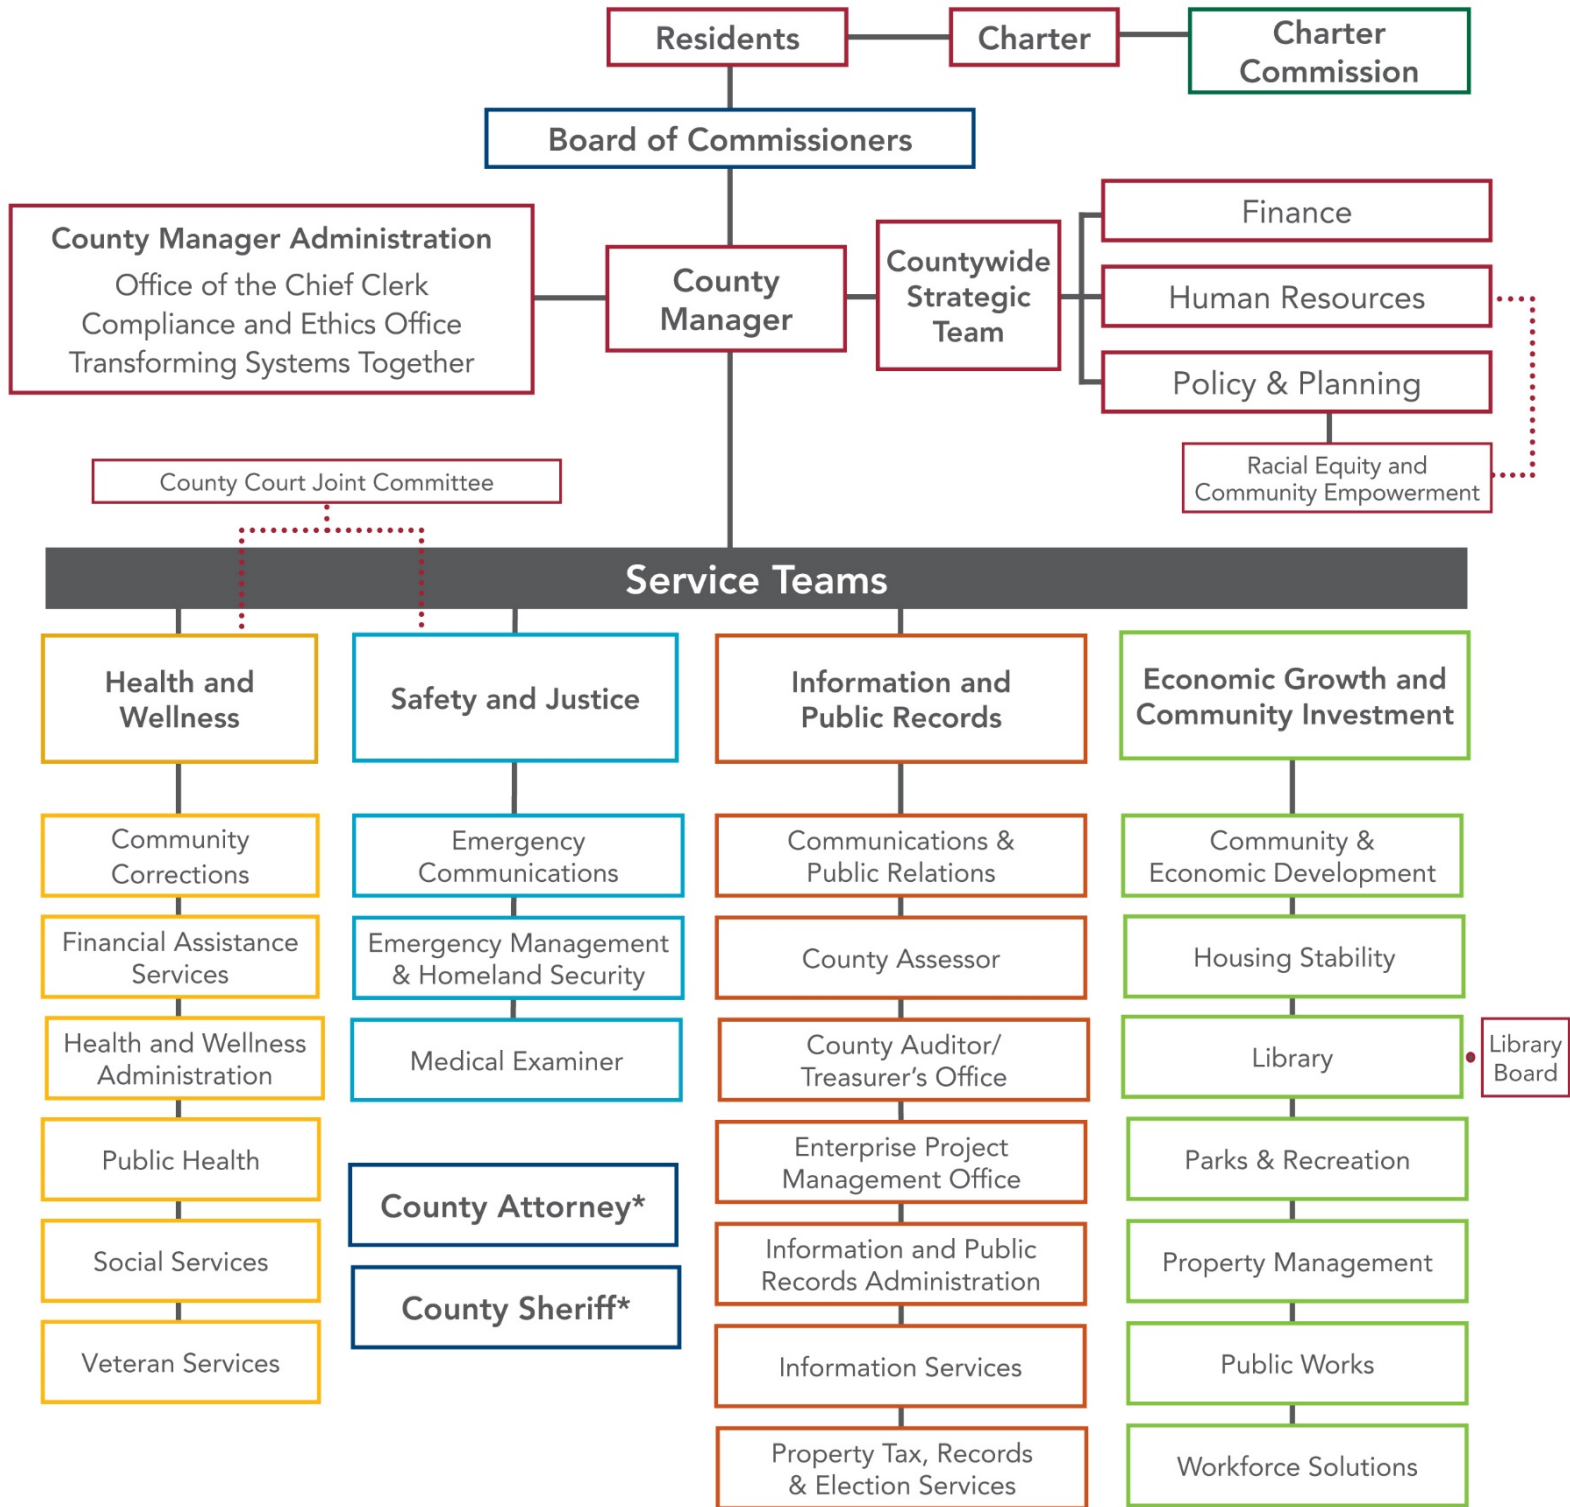 Residents
Charter
Charter
Commission
Board of Commissioners
County Manager Administration
Office of the Chief Clerk
Compliance and Ethics Office
Transforming Systems Together
County
Manager
Countywide
Strategic
Team
Finance
Human Resources
Policy & Planning
Racial Equity and
Community Empowerment
County Court Joint Committee
Service Teams
Health and
Wellness
Community
Corrections
Financial Assistance
Services
Health and Wellness
Administration
Public Health
Social Services
Veteran Services
Safety and Justice
Emergency
Communications
Emergency Management
& Homeland Security
Medical Examiner
County Attorney*
County Sheriff*
Information and
Public Records
Communications &
Public Relations
County Assessor
County Auditor/
Treasurer’s Office
Enterprise Project
Management Office
Information and Public
Records Administration
Information Services
Property Tax, Records
& Election Services
Economic Growth and
Community Investment
Community &
Economic Development
Housing Stability
Library
Library
Board
Parks & Recreation
Property Management
Public Works
Workforce Solutions